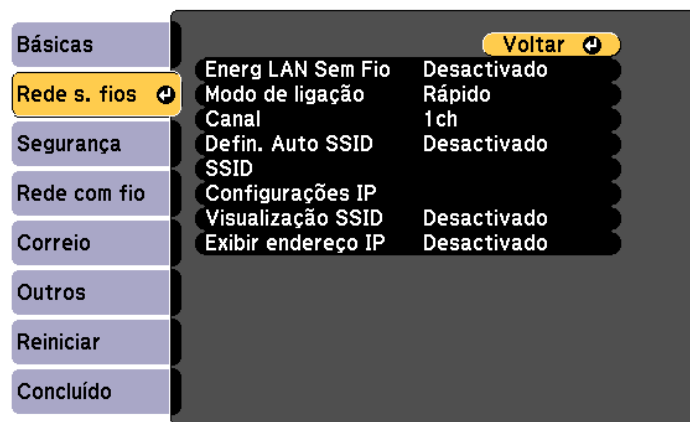 Básicas
Rede s. fios
Segurança
Rede com fio
Correio
Outros
Reiniciar
Concluído
Voltar
Energ LAN Sem Fio Desactivado
Modo de ligação Rápido
Canal 1ch
Defin. Auto SSID Desactivado
SSID
Configurações IP
Visualização SSID Desactivado
Exibir endereço IP Desactivado